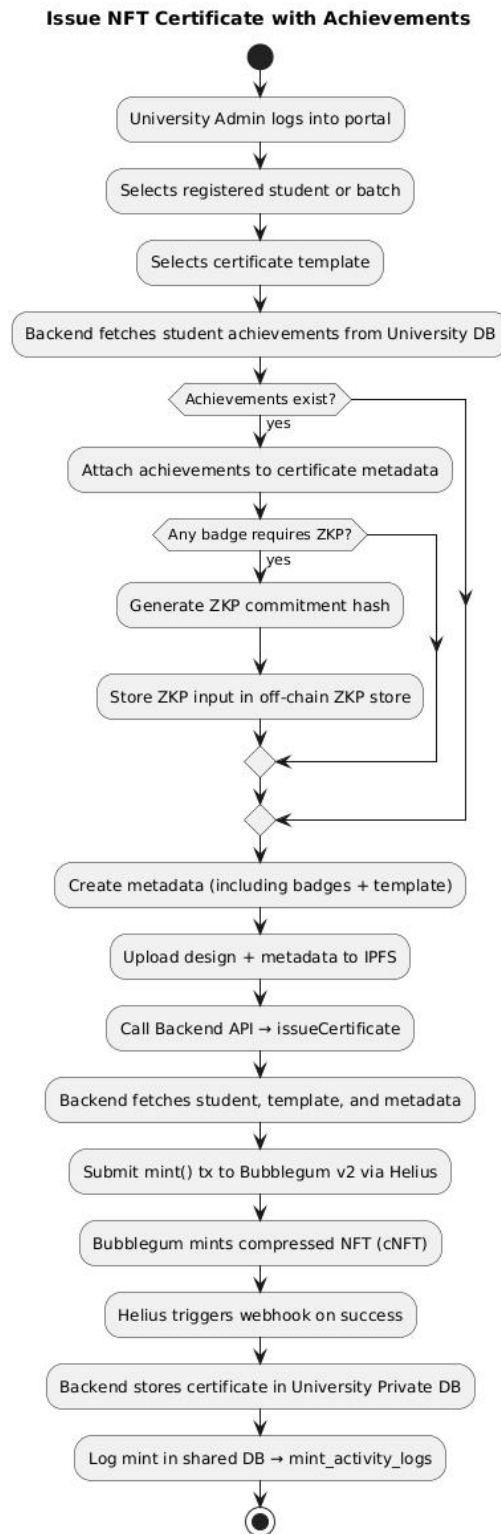 Issue NFT Certificate with Achievements
University Admin logs into portal
Selects registered student or batch
Selects certificate template
Backend fetches student achievements from University DB
Achievements exist?
yes
Attach achievements to certificate metadata
Any badge requires ZKP?
yes
Generate ZKP commitment hash
Store ZKP input in off-chain ZKP store
Create metadata (including badges + template)
Upload design + metadata to IPFS
Call Backend API → issueCertificate
Backend fetches student, template, and metadata
Submit mint() tx to Bubblegum v2 via Helius
Bubblegum mints compressed NFT (cNFT)
Helius triggers webhook on success
Backend stores certificate in University Private DB
Log mint in shared DB → mint_activity_logs